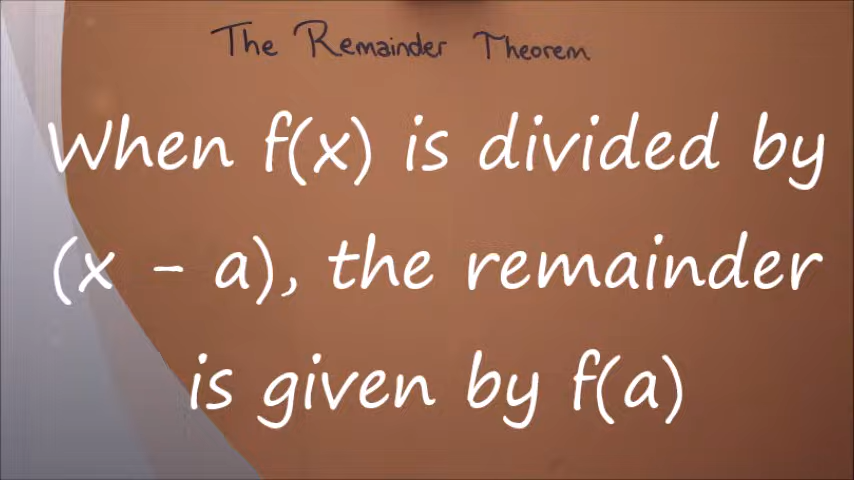 The Remainder Theorem
When f(x) is divided by
(x - a), the remainder
is given by f(a)